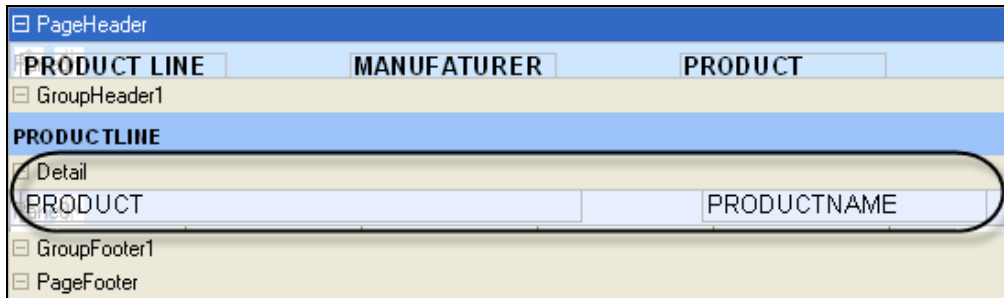 PageHeader
PRODUCT LINE MANUFATURER PRODUCT
GroupHeader1
PRODUCTLINE
Detail
PRODUCT PRODUCTNAME
GroupFooter1
PageFooter